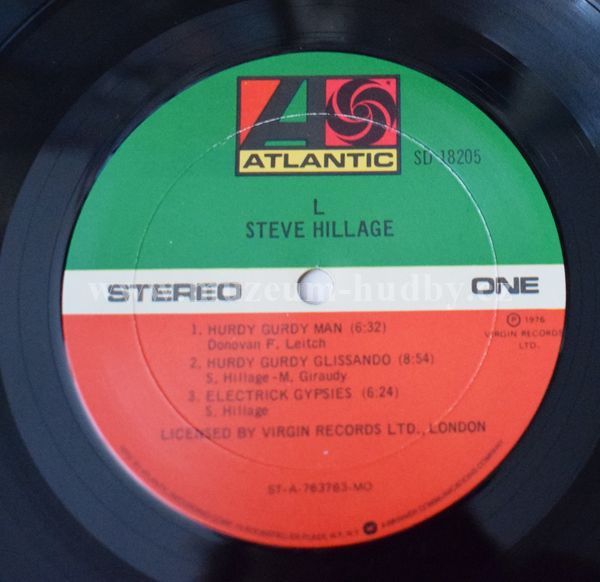 ATLANTIC
SD 18205
L
STEVE HILLAGE
STEREO
ONE
℗ 1976
VIRGIN RECORDS
LTD.
1. HURDY GURDY MAN (6:32)
Donovan F. Leitch
2. HURDY GURDY GLISSANDO (8:54)
S. Hillage-M. Giraudy
3. ELECTRICK GYPSIES (6:24)
S. Hillage
LICENSED BY VIRGIN RECORDS LTD., LONDON
ST-A-763763-MO